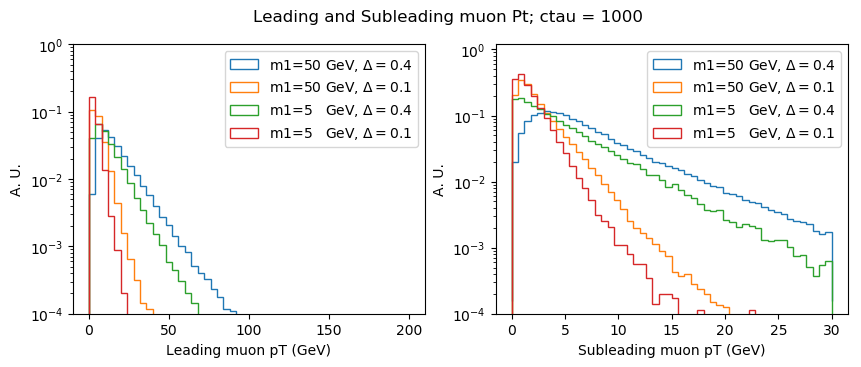 Leading and Subleading muon Pt; ctau = 1000
m1=50 GeV, Δ = 0.4
m1=50 GeV, Δ = 0.1
m1=5 GeV, Δ = 0.4
m1=5 GeV, Δ = 0.1
10⁰
10⁻¹
10⁻²
10⁻³
10⁻⁴
A. U.
0 50 100 150 200
Leading muon pT (GeV)
m1=50 GeV, Δ = 0.4
m1=50 GeV, Δ = 0.1
m1=5 GeV, Δ = 0.4
m1=5 GeV, Δ = 0.1
10⁰
10⁻¹
10⁻²
10⁻³
10⁻⁴
A. U.
0 5 10 15 20 25 30
Subleading muon pT (GeV)